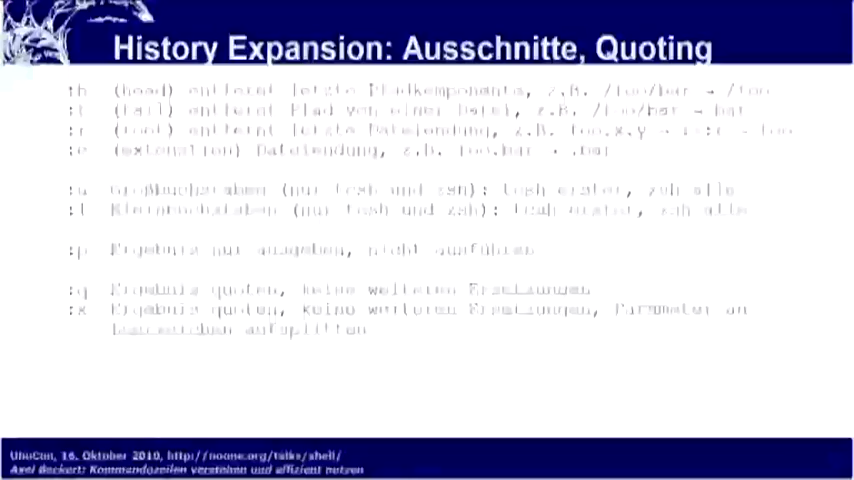 History Expansion: Ausschnitte, Quoting
:h (head) entfernt letzte Pfadkomponente, z.B. /foo/bar → /foo
:t (tail) entfernt Pfad von einer Datei, z.B. /foo/bar → bar
:r (root) entfernt letzte Dateiendung, z.B. foo.x.y →
:e (extension) Dateiendung, z.B. foo.bar → .bar
:u Großbuchstaben (nur tcsh und zsh): tcsh erster, zsh alle
:l Kleinbuchstaben (nur tcsh und zsh): tcsh erster, zsh alle
:p Ergebnis nur ausgeben, nicht ausführen
:q Ergebnis quoten, keine weiteren Ersetzungen
:x Ergebnis quoten, keine weiteren Ersetzungen, Parameter an
Leerzeichen aufsplitten
UbuCon, 16. Oktober 2010, http://noone.org/talks/shell/
Axel Beckert: Kommandozeilen verstehen und effizient nutzen